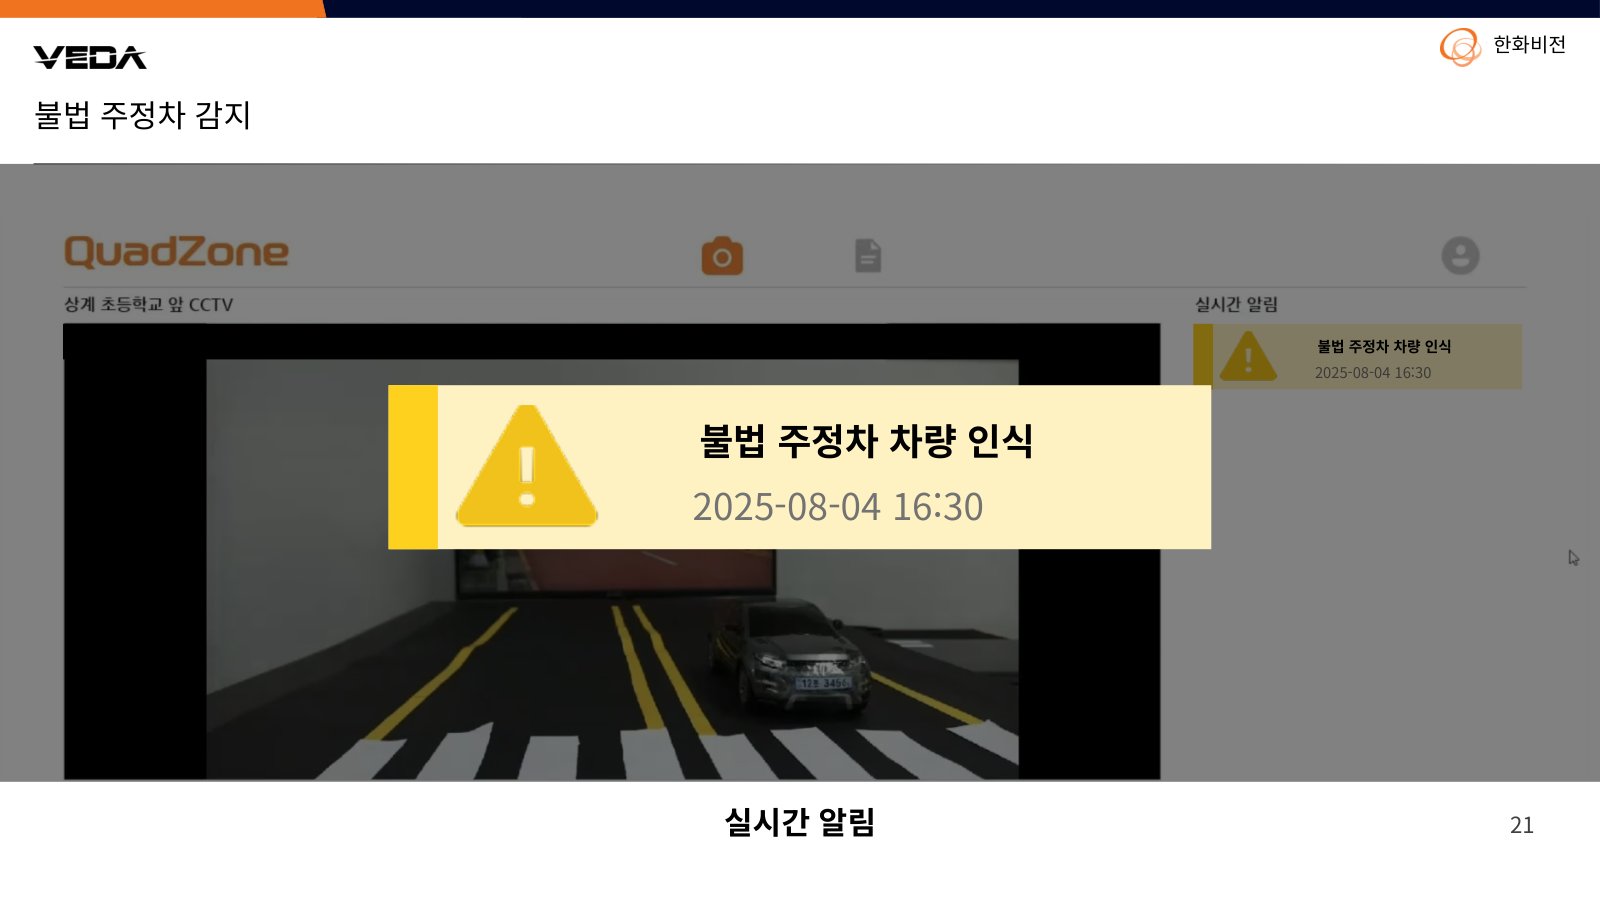 VEDA
한화비전
불법 주정차 감지
QuadZone
상계 초등학교 앞 CCTV
실시간 알림
불법 주정차 차량 인식
2025-08-04 16:30
불법 주정차 차량 인식
2025-08-04 16:30
실시간 알림
21